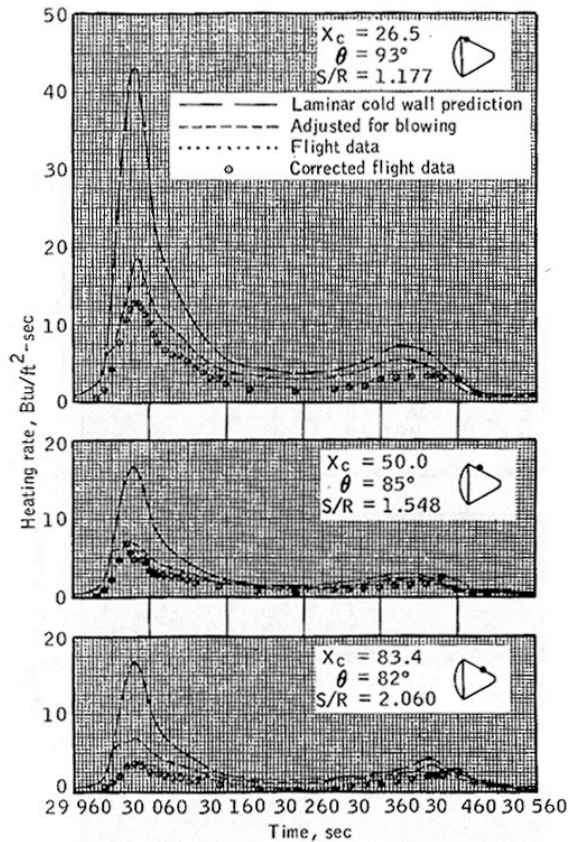 50
40
30
20
10
0
X_C = 26.5
θ = 93°
S/R = 1.177
Laminar cold wall prediction
Adjusted for blowing
Flight data
Corrected flight data
Heating rate, Btu/ft²-sec
20
10
0
X_C = 50.0
θ = 85°
S/R = 1.548
20
10
0
X_C = 83.4
θ = 82°
S/R = 2.060
29 960 30 060 30 160 30 260 30 360 30 460 30 560
Time, sec